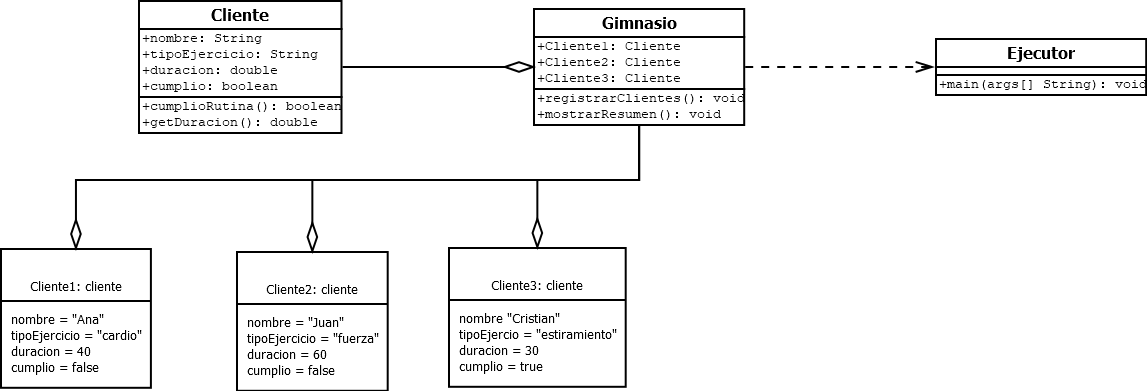 Cliente
+nombre: String
+tipoEjercicio: String
+duracion: double
+cumplio: boolean
+cumplioRutina(): boolean
+getDuracion(): double
Gimnasio
+Cliente1: Cliente
+Cliente2: Cliente
+Cliente3: Cliente
+registrarClientes(): void
+mostrarResumen(): void
Ejecutor
+main(args[] String): void
Cliente1: cliente
nombre = "Ana"
tipoEjercicio = "cardio"
duracion = 40
cumplio = false
Cliente2: cliente
nombre = "Juan"
tipoEjercicio = "fuerza"
duracion = 60
cumplio = false
Cliente3: cliente
nombre "Cristian"
tipoEjercio = "estiramiento"
duracion = 30
cumplio = true